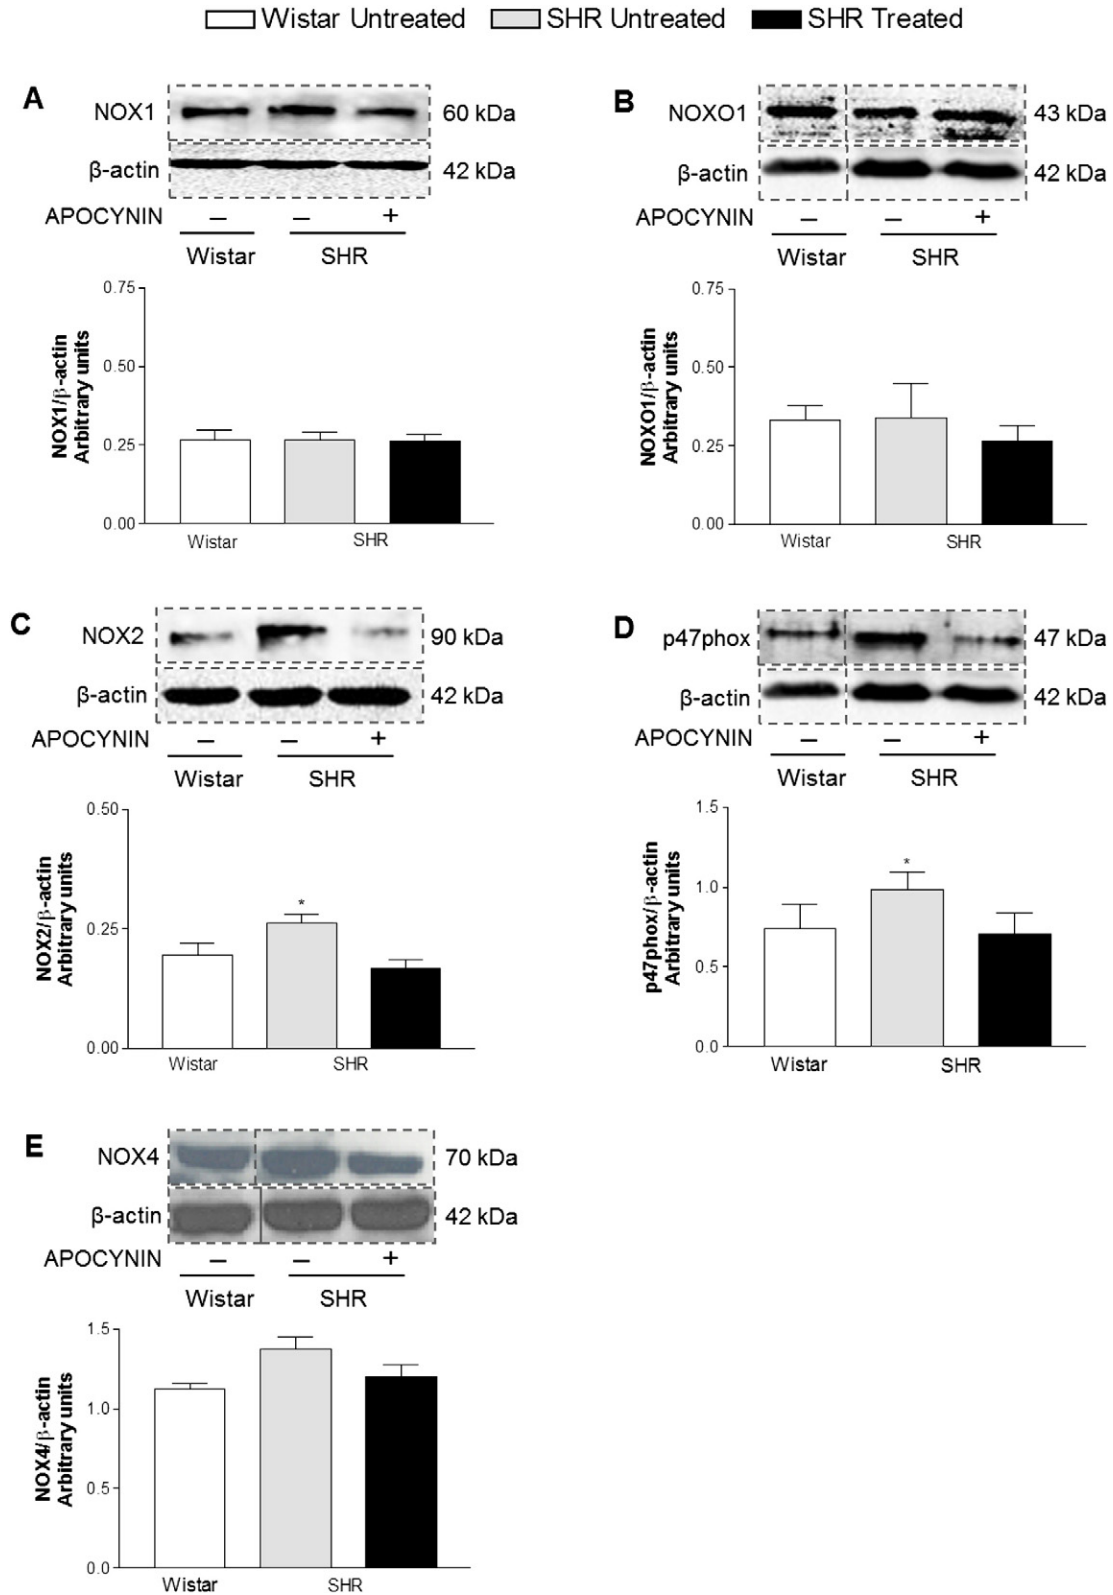 Wistar Untreated SHR Untreated SHR Treated
A
NOX1 60 kDa
β-actin 42 kDa
APOCYNIN – – +
Wistar SHR
0.75
0.50
0.25
0.00
NOX1/β-actin
Arbitrary units
Wistar SHR
B
NOXO1 43 kDa
β-actin 42 kDa
APOCYNIN – – +
Wistar SHR
0.75
0.50
0.25
0.00
NOXO1/β-actin
Arbitrary units
Wistar SHR
C
NOX2 90 kDa
β-actin 42 kDa
APOCYNIN – – +
Wistar SHR
0.50
0.25
0.00
NOX2/β-actin
Arbitrary units
*
Wistar SHR
D
p47phox 47 kDa
β-actin 42 kDa
APOCYNIN – – +
Wistar SHR
1.5
1.0
0.5
0.0
p47phox/β-actin
Arbitrary units
*
Wistar SHR
E
NOX4 70 kDa
β-actin 42 kDa
APOCYNIN – – +
Wistar SHR
1.5
1.0
0.5
0.0
NOX4/β-actin
Arbitrary units
Wistar SHR